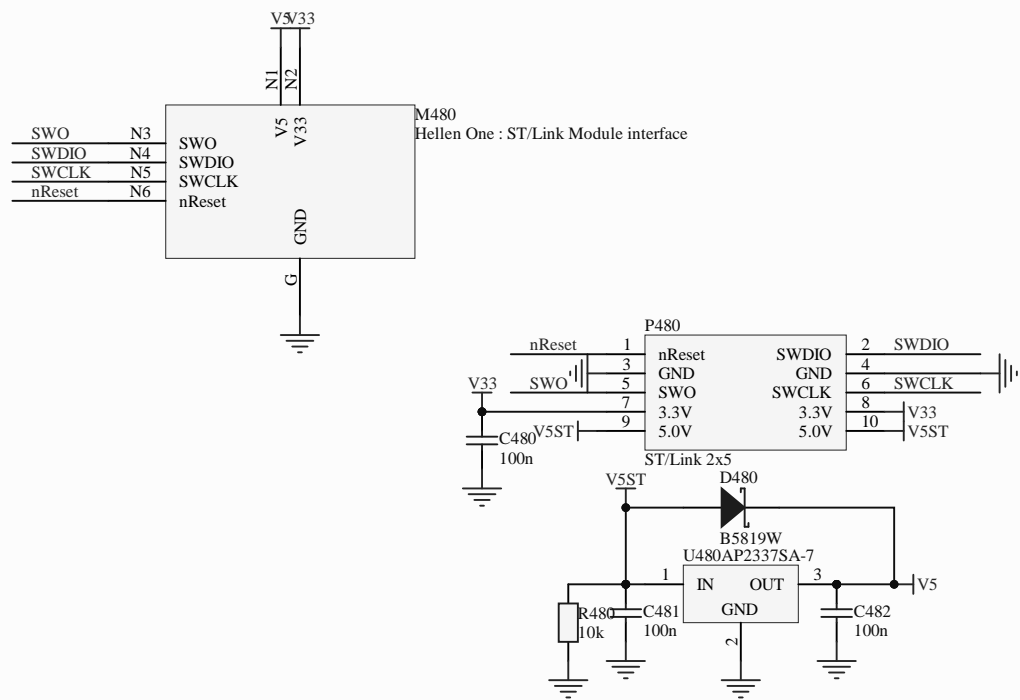 V5
V33
N1
N2
M480
Hellen One : ST/Link Module interface
V5
V33
SWO
N3
SWO
SWDIO
N4
SWDIO
SWCLK
N5
SWCLK
nReset
N6
nReset
GND
G
P480
nReset
1
nReset
SWDIO
2
SWDIO
3
GND
GND
4
SWO
5
SWO
SWCLK
6
SWCLK
V33
7
3.3V
3.3V
8
V33
V5ST
9
5.0V
5.0V
10
V5ST
C480
100n
ST/Link 2x5
V5ST
D480
B5819W
U480AP2337SA-7
1
IN
OUT
3
V5
GND
2
R480
10k
C481
100n
C482
100n